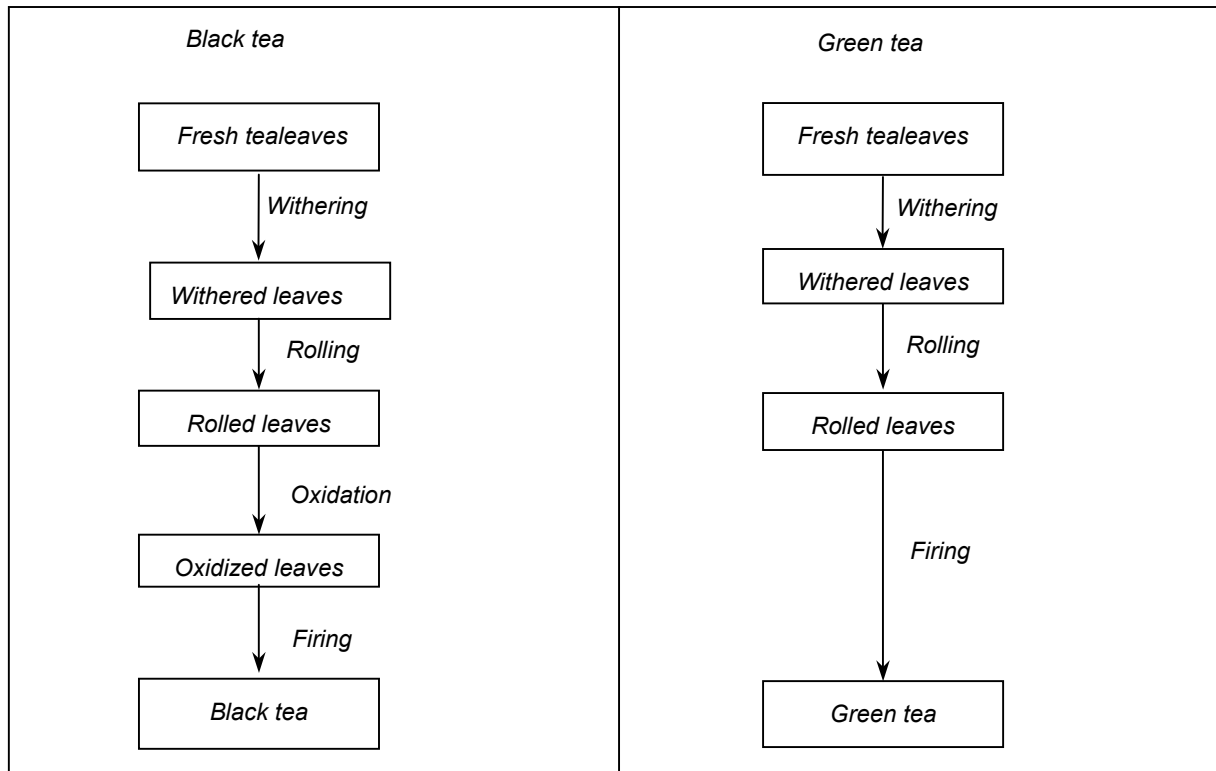 Black tea
Fresh tealeaves
Withering
Withered leaves
Rolling
Rolled leaves
Oxidation
Oxidized leaves
Firing
Black tea
Green tea
Fresh tealeaves
Withering
Withered leaves
Rolling
Rolled leaves
Firing
Green tea